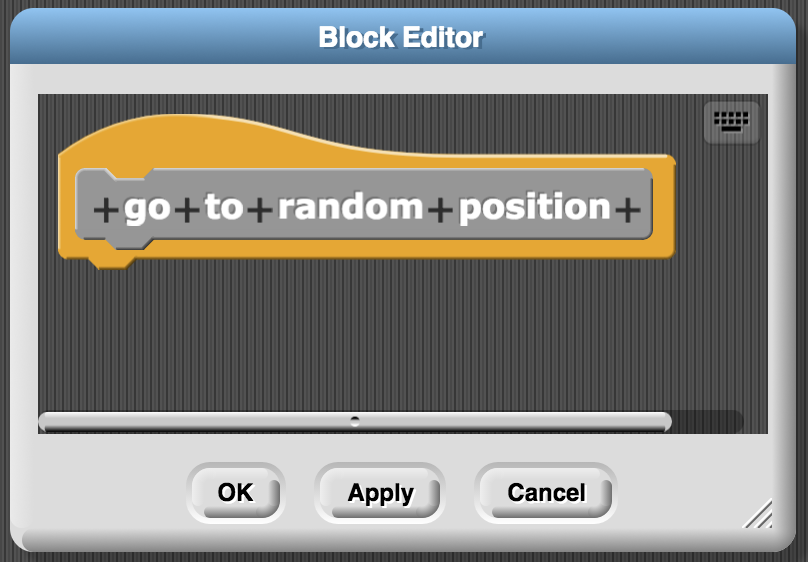 Block Editor
+ go + to + random + position +
OK
Apply
Cancel